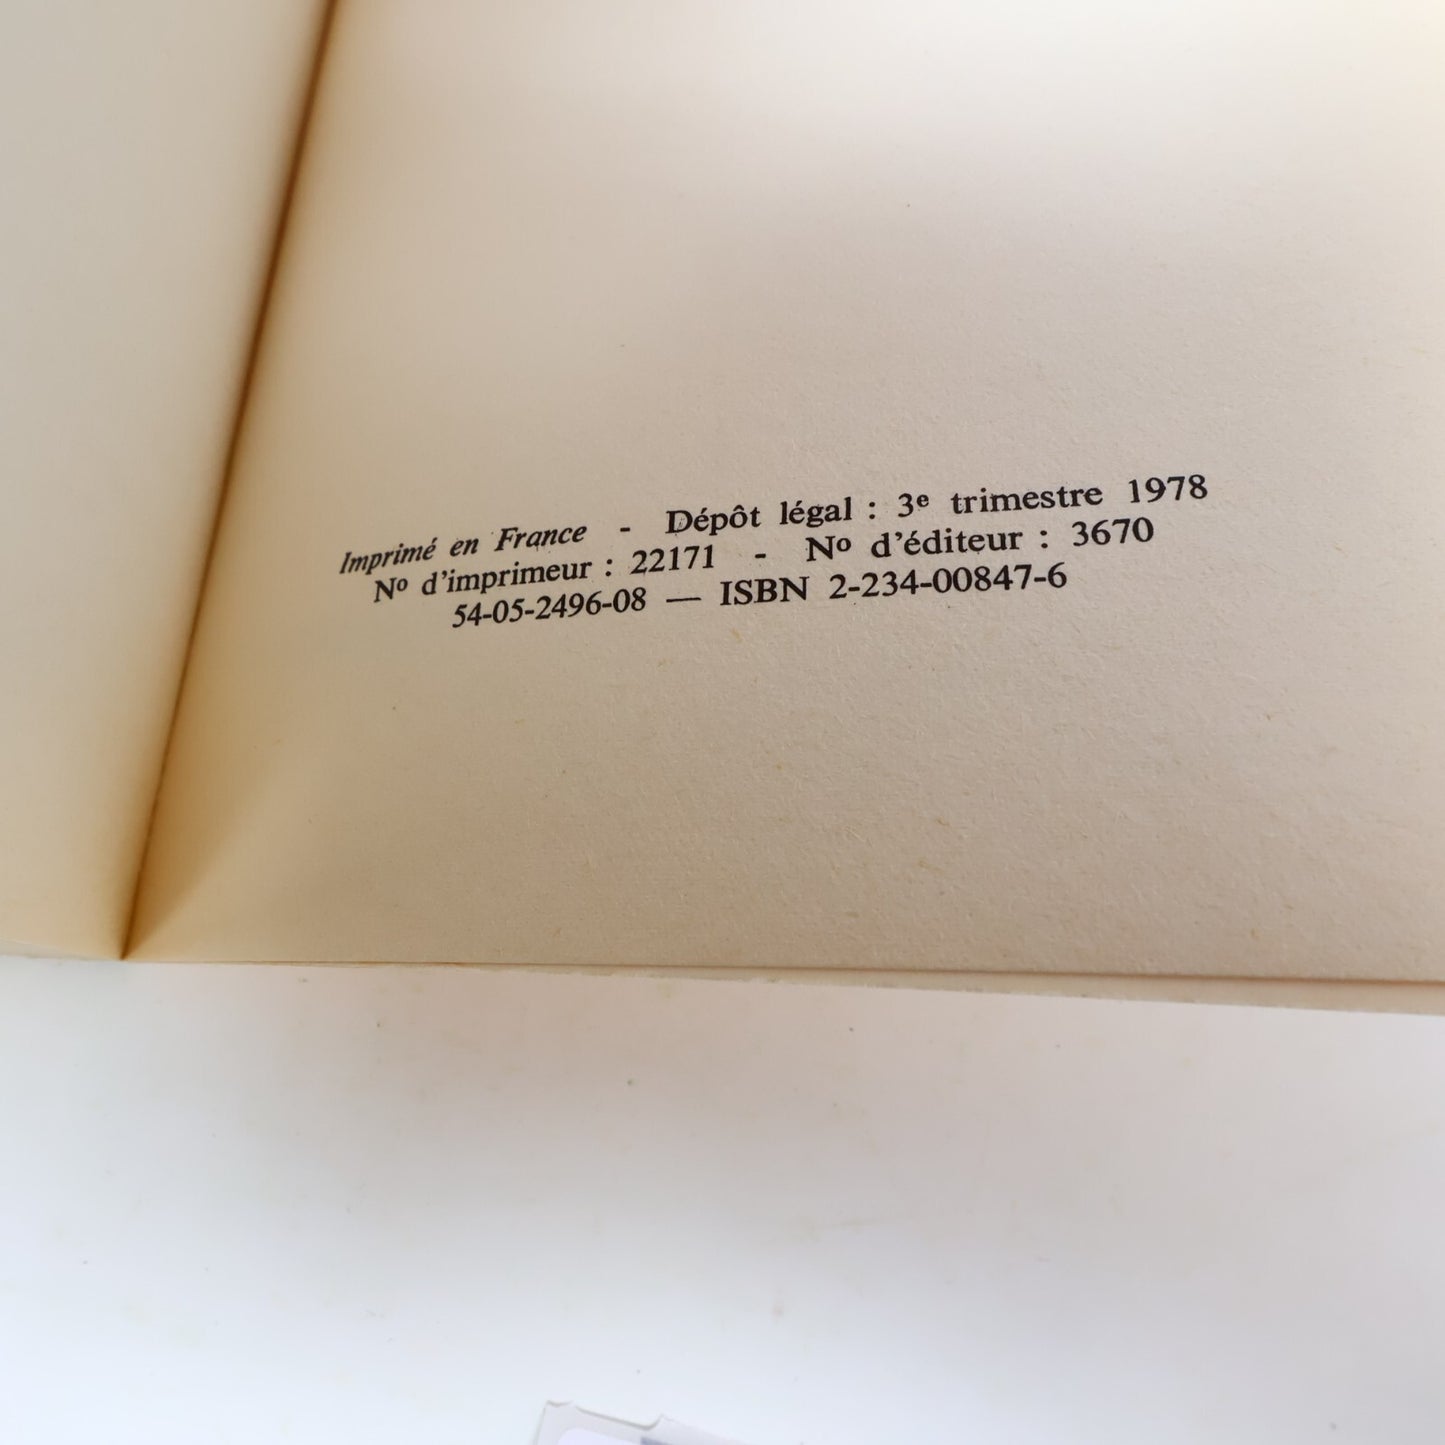 Imprimé en France - Dépôt légal : 3e trimestre 1978
No d'imprimeur : 22171 - No d'éditeur : 3670
54-05-2496-08 — ISBN 2-234-00847-6